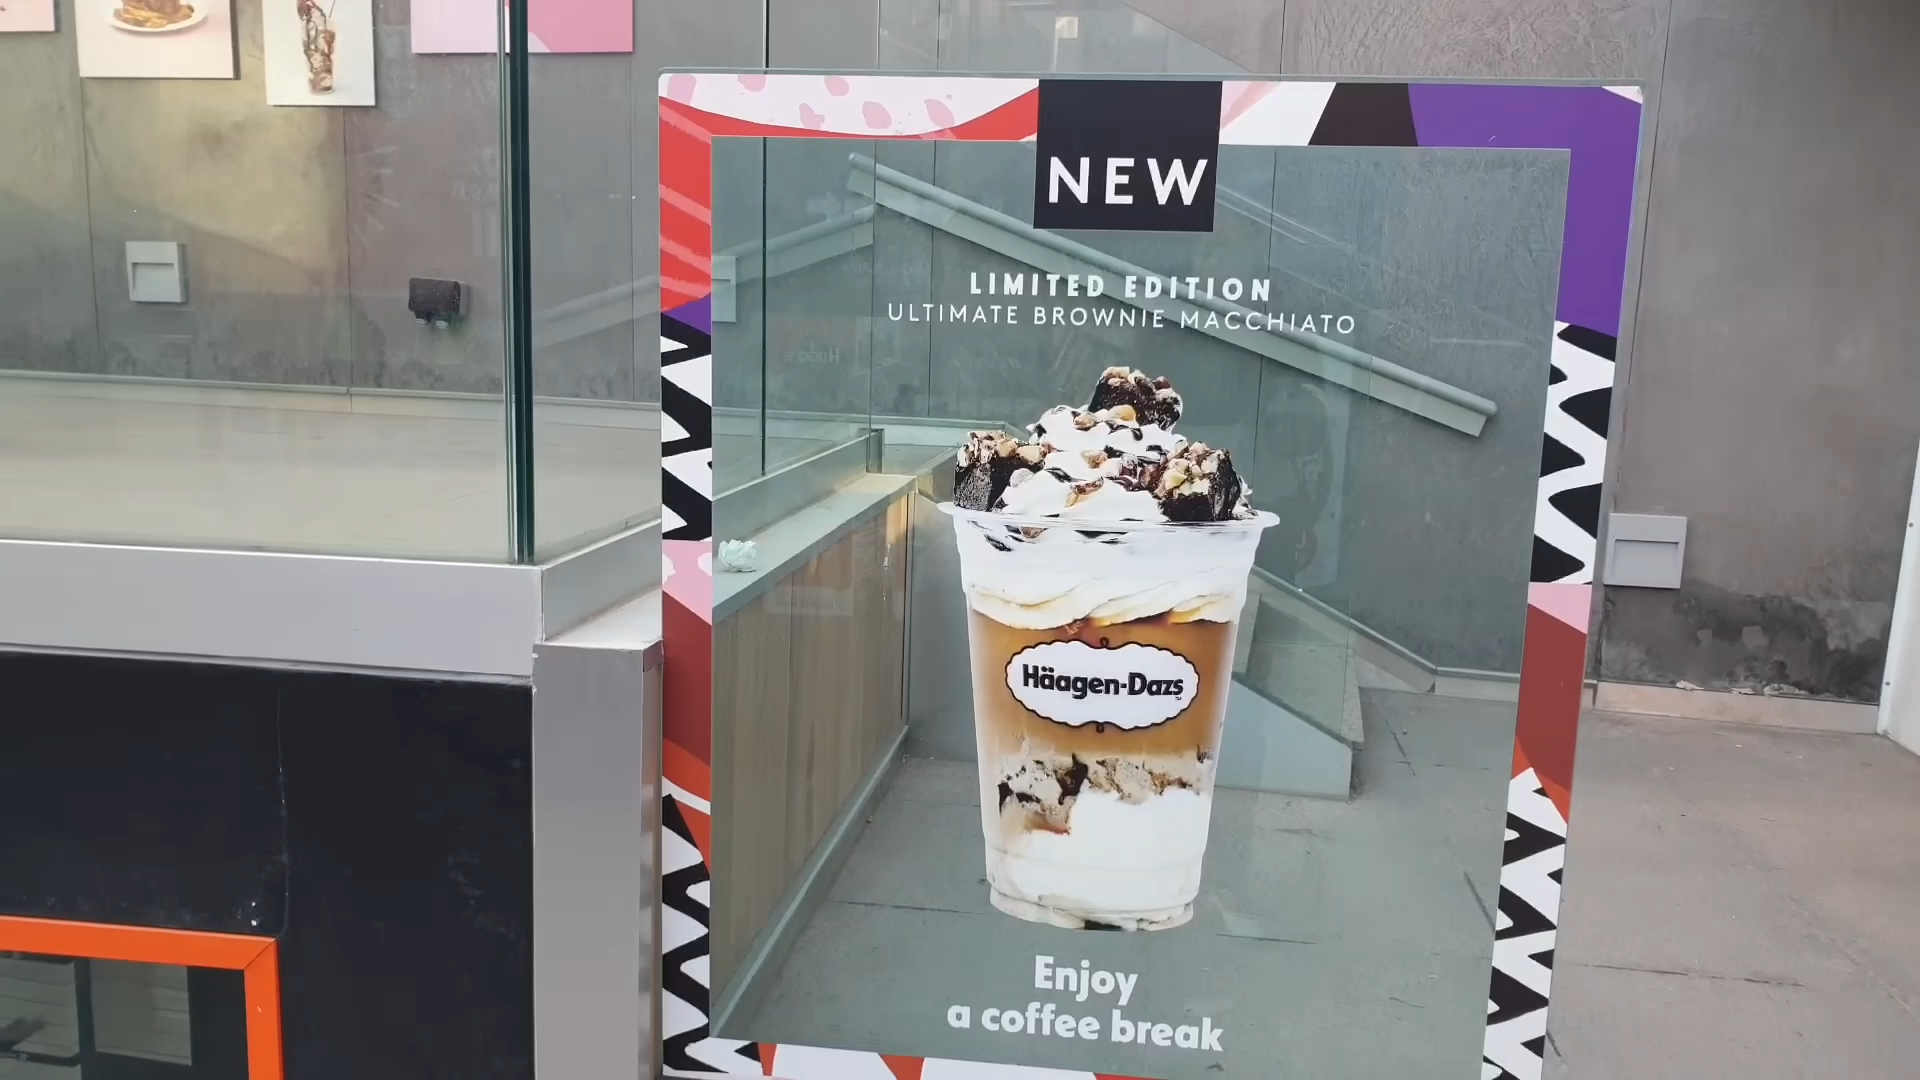 NEW
LIMITED EDITION
ULTIMATE BROWNIE MACCHIATO
Häagen-Dazs
Enjoy
a coffee break